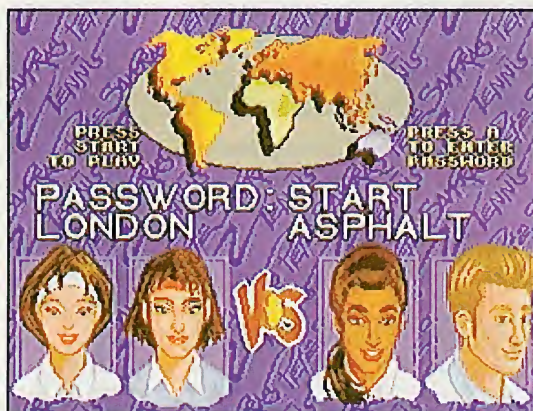 PRESS
START
TO PLAY
PRESS A
TO ENTER
PASSWORD
PASSWORD: START
LONDON ASPHALT
VS